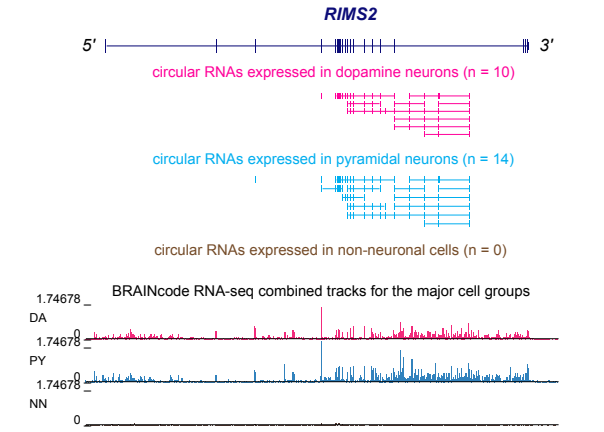 RIMS2
5' 3'
circular RNAs expressed in dopamine neurons (n = 10)
circular RNAs expressed in pyramidal neurons (n = 14)
circular RNAs expressed in non-neuronal cells (n = 0)
BRAINcode RNA-seq combined tracks for the major cell groups
1.74678
DA
0
1.74678
PY
0
1.74678
NN
0